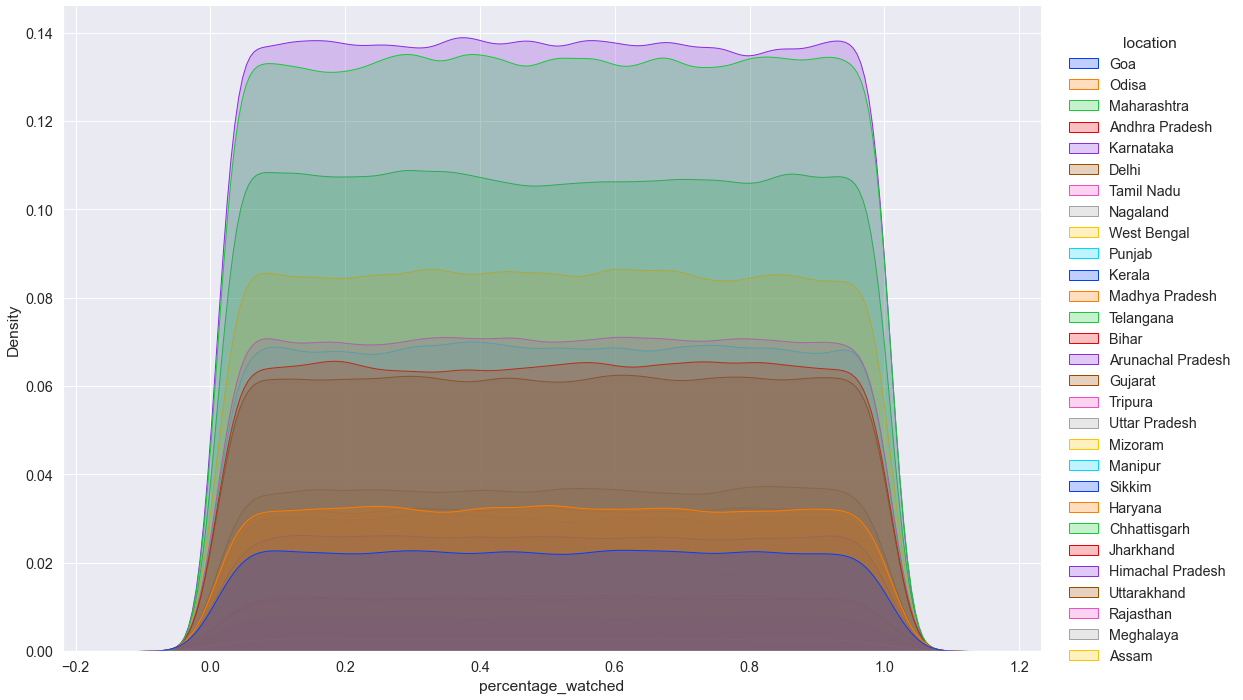 0.14
0.12
0.10
0.08
0.06
0.04
0.02
0.00
Density
−0.2 0.0 0.2 0.4 0.6 0.8 1.0 1.2
percentage_watched
location
Goa
Odisa
Maharashtra
Andhra Pradesh
Karnataka
Delhi
Tamil Nadu
Nagaland
West Bengal
Punjab
Kerala
Madhya Pradesh
Telangana
Bihar
Arunachal Pradesh
Gujarat
Tripura
Uttar Pradesh
Mizoram
Manipur
Sikkim
Haryana
Chhattisgarh
Jharkhand
Himachal Pradesh
Uttarakhand
Rajasthan
Meghalaya
Assam